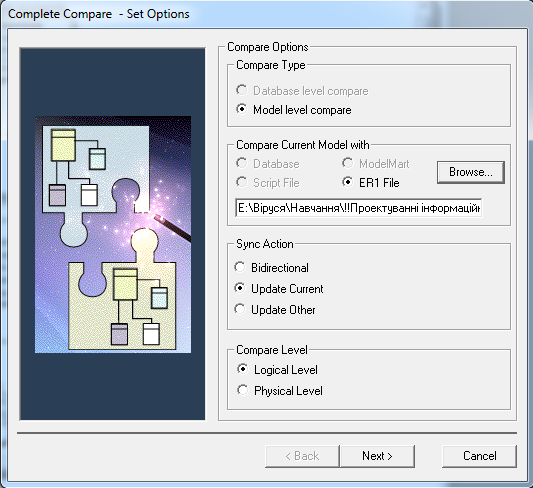 Complete Compare - Set Options
Compare Options
Compare Type
Database level compare
Model level compare
Compare Current Model with
Database
ModelMart
Script File
ER1 File
Browse...
E:\Віруся\Навчання\!!Проектуванні інформаційн
Sync Action
Bidirectional
Update Current
Update Other
Compare Level
Logical Level
Physical Level
< Back
Next >
Cancel